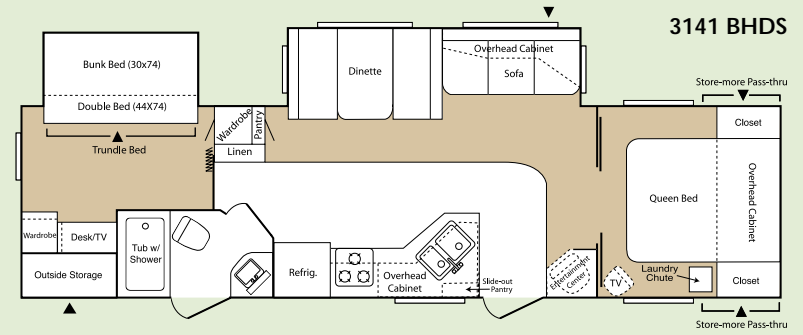 3141 BHDS
Bunk Bed (30x74)
Double Bed (44X74)
Trundle Bed
Wardrobe
Pantry
Linen
Dinette
Overhead Cabinet
Sofa
Store-more Pass-thru
Closet
Queen Bed
Overhead Cabinet
Closet
Laundry
Chute
TV
Store-more Pass-thru
Entertainment
Center
Slide-out
Pantry
Overhead
Cabinet
Refrig.
Tub w/
Shower
Wardrobe
Desk/TV
Outside Storage